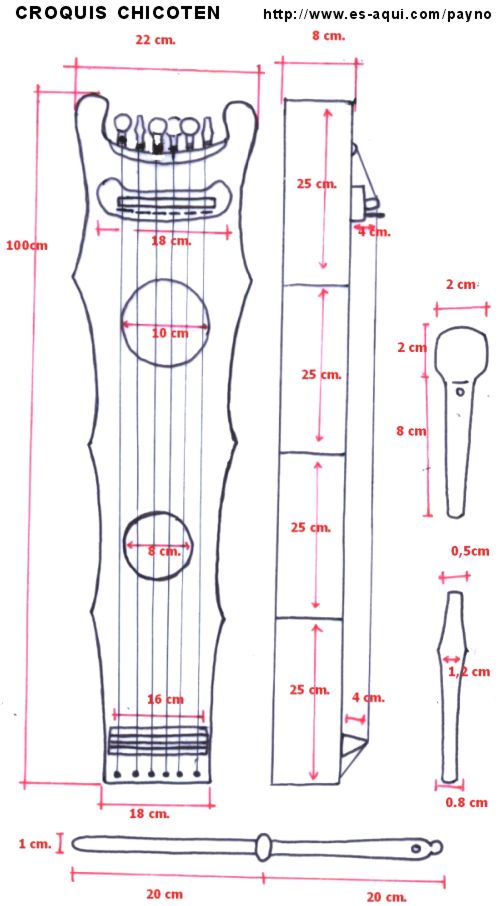 CROQUIS CHICOTEN
http://www.es-aqui.com/payno
22 cm.
8 cm.
25 cm.
100cm
18 cm.
4 cm.
10 cm
2 cm
2 cm
25 cm.
8 cm
25 cm.
8 cm.
0,5cm
1,2 cm
16 cm
25 cm.
4 cm.
18 cm.
0.8 cm
1 cm.
20 cm
20 cm.